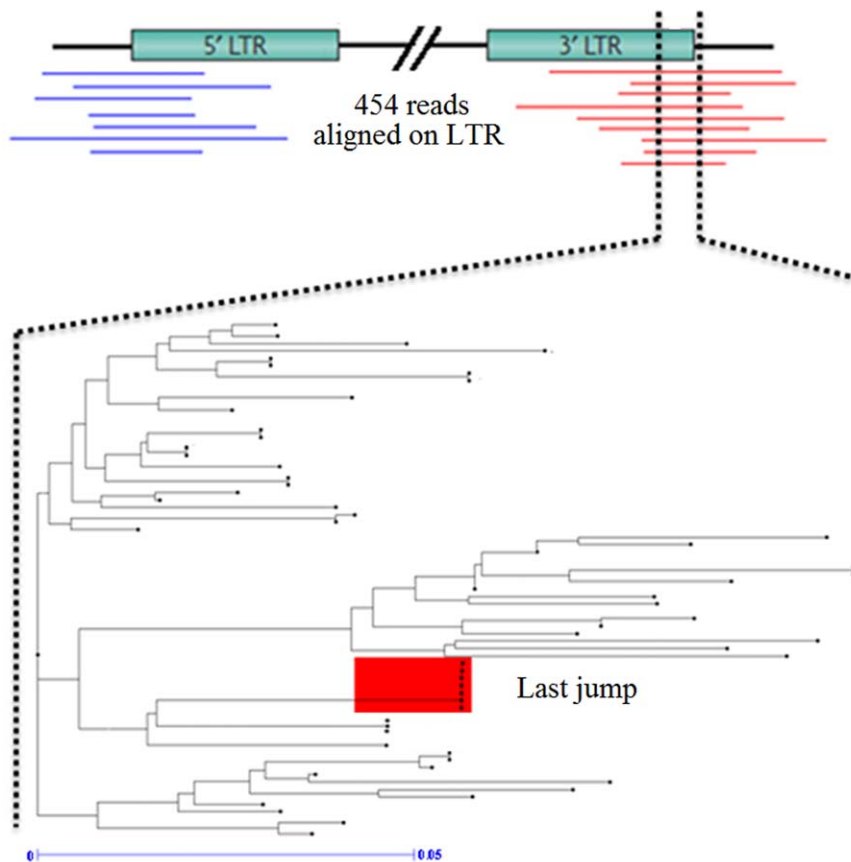 5′ LTR
3′ LTR
454 reads
aligned on LTR
Last jump
0
0.05